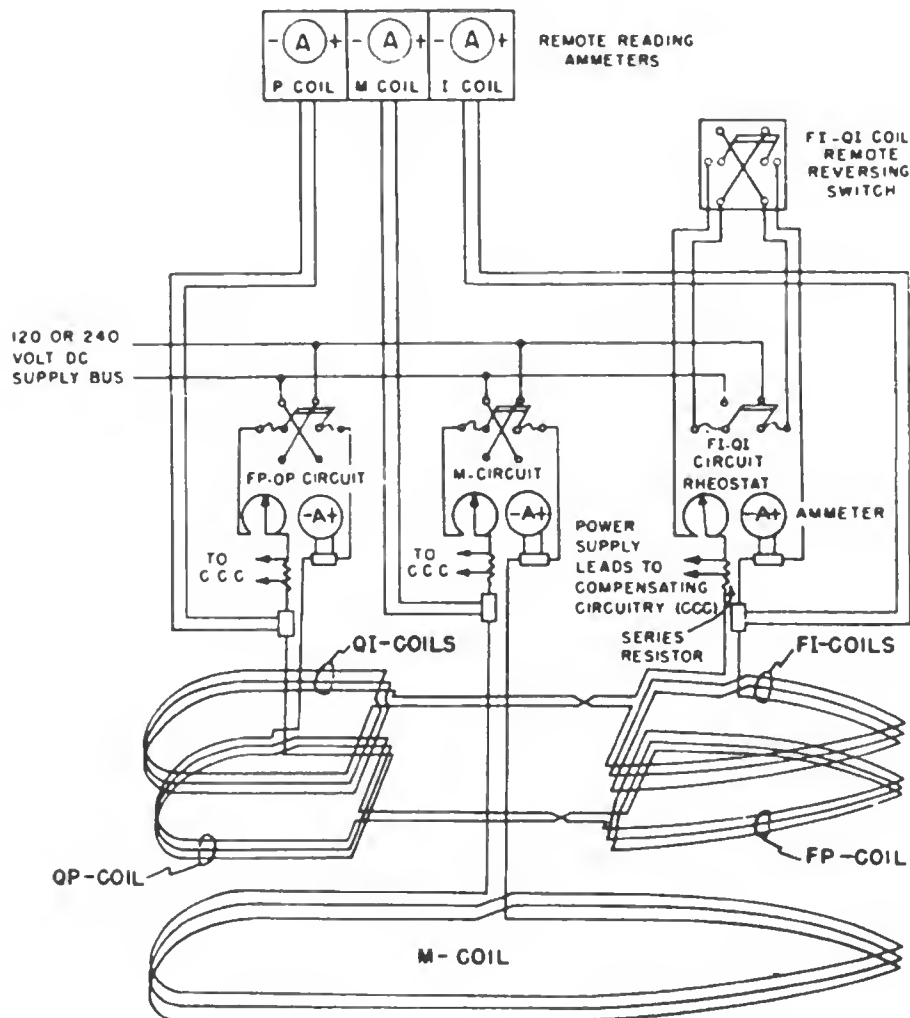 - A + - A + - A +
P COIL M COIL I COIL
REMOTE READING
AMMETERS
FI-QI COIL
REMOTE
REVERSING
SWITCH
120 OR 240
VOLT DC
SUPPLY BUS
FP-QP CIRCUIT
M-CIRCUIT
FI-QI
CIRCUIT
RHEOSTAT
-A+
-A+
-A+
AMMETER
TO
CCC
TO
CCC
POWER
SUPPLY
LEADS TO
COMPENSATING
CIRCUITRY (CCC)
SERIES
RESISTOR
QI-COILS
FI-COILS
QP-COIL
FP-COIL
M-COIL